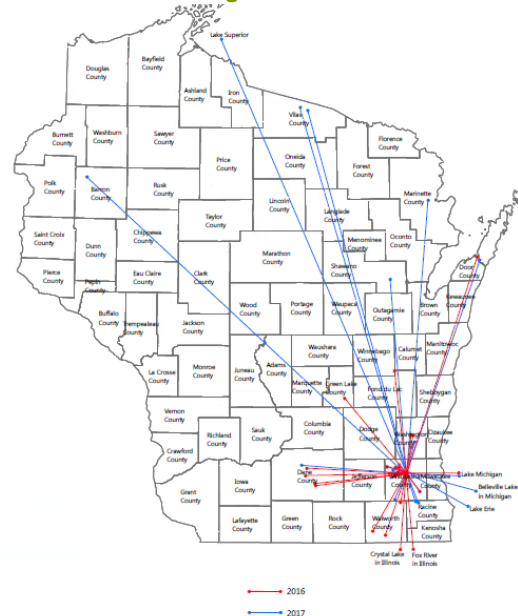 Lake Superior
Bayfield
County
Douglas
County
Ashland
County
Iron
County
Vilas
County
Florence
County
Burnett
County
Washburn
County
Sawyer
County
Price
County
Oneida
County
Forest
County
Marinette
County
Polk
County
Barron
County
Rusk
County
Lincoln
County
Langlade
County
Taylor
County
Saint Croix
County
Dunn
County
Chippewa
County
Marathon
County
Menominee
County
Oconto
County
Shawano
County
Door
County
Pierce
County
Pepin
County
Eau Claire
County
Clark
County
Wood
County
Portage
County
Waupaca
County
Outagamie
County
Brown
County
Kewaunee
County
Buffalo
County
Trempealeau
County
Jackson
County
Waushara
County
Winnebago
County
Calumet
County
Manitowoc
County
La Crosse
County
Monroe
County
Juneau
County
Adams
County
Marquette
County
Green Lake
County
Fond du Lac
County
Sheboygan
County
Vernon
County
Richland
County
Sauk
County
Columbia
County
Dodge
County
Washington
County
Ozaukee
County
Crawford
County
Grant
County
Iowa
County
Dane
County
Jefferson
County
Milwaukee
County
Lake Michigan
Belleville Lake
in Michigan
Lake Erie
Lafayette
County
Green
County
Rock
County
Walworth
County
Racine
County
Kenosha
County
Crystal Lake
in Illinois
Fox River
in Illinois
2016
2017